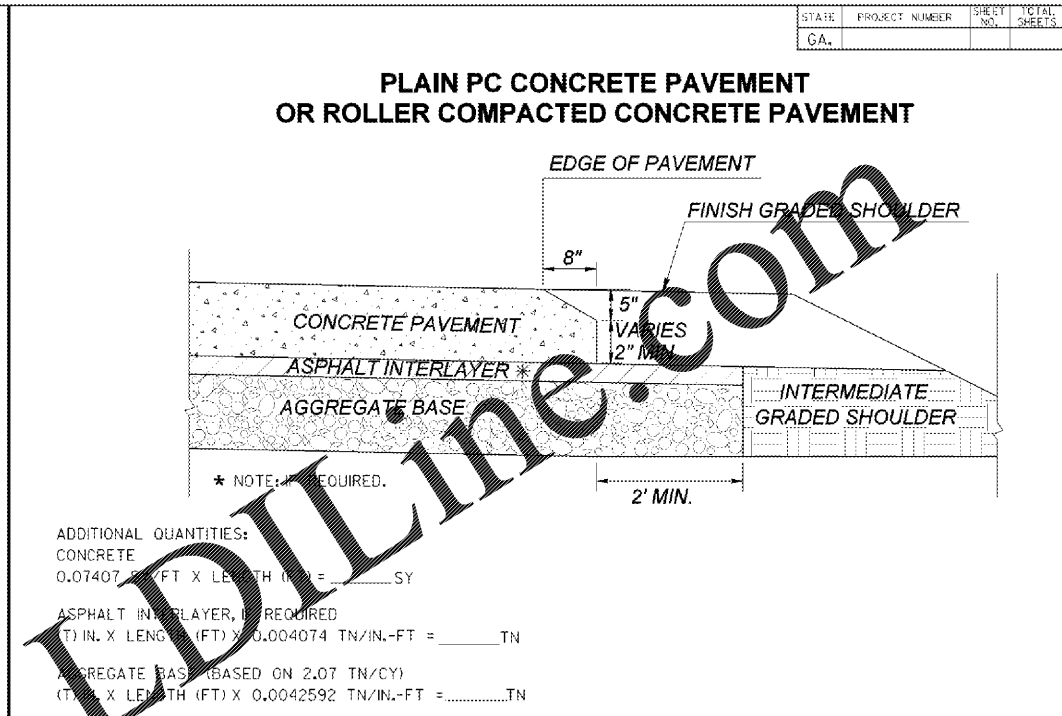 STATE PROJECT NUMBER SHEET NO. TOTAL SHEETS
GA.
PLAIN PC CONCRETE PAVEMENT
OR ROLLER COMPACTED CONCRETE PAVEMENT
EDGE OF PAVEMENT
FINISH GRADED SHOULDER
8"
5"
CONCRETE PAVEMENT
VARIES
2" MIN.
ASPHALT INTERLAYER *
AGGREGATE BASE
INTERMEDIATE
GRADED SHOULDER
* NOTE: IF REQUIRED.
2' MIN.
ADDITIONAL QUANTITIES:
CONCRETE
0.07407 SY/FT X LENGTH (FT) = ______ SY
ASPHALT INTERLAYER, IF REQUIRED
(T) IN. X LENGTH (FT) X 0.004074 TN/IN.-FT = ______ TN
AGGREGATE BASE (BASED ON 2.07 TN/CY)
(T) IN. X LENGTH (FT) X 0.0042592 TN/IN.-FT = ______ TN
LDILine.com